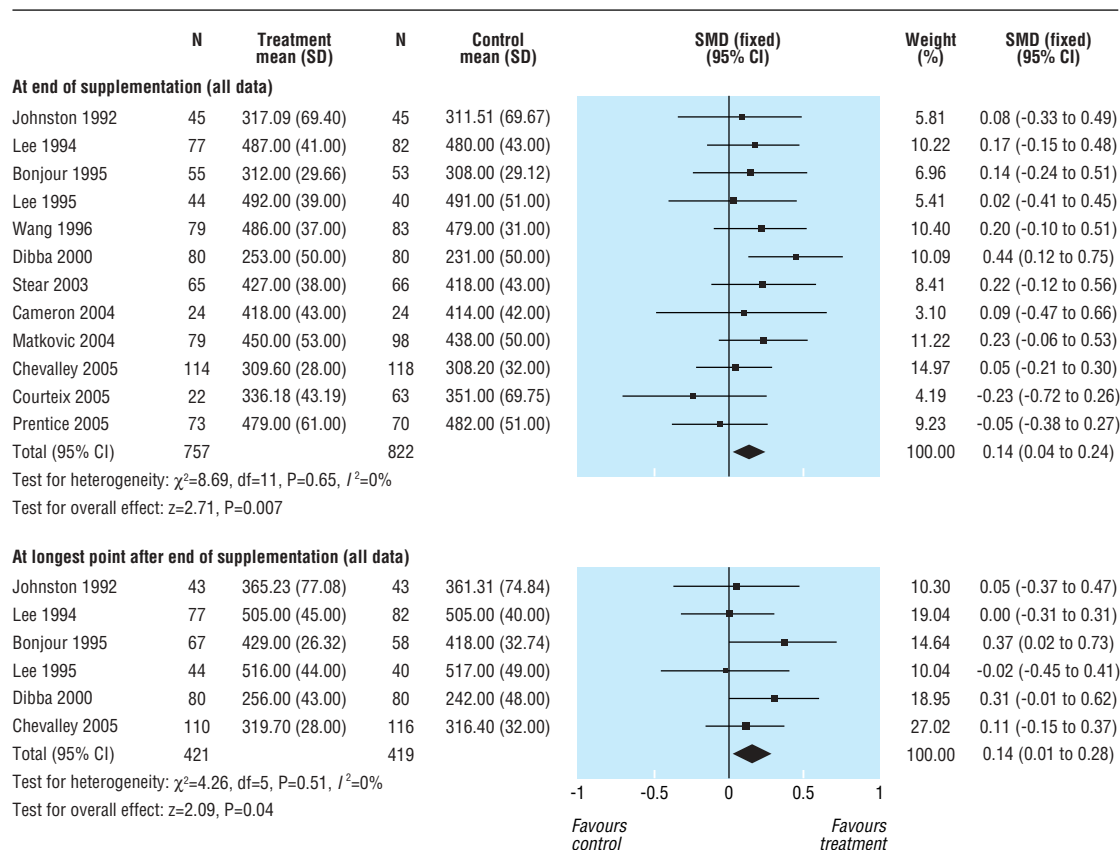 N Treatment mean (SD) N Control mean (SD) SMD (fixed) (95% CI) Weight (%) SMD (fixed) (95% CI)
At end of supplementation (all data)
Johnston 1992 45 317.09 (69.40) 45 311.51 (69.67) 5.81 0.08 (-0.33 to 0.49)
Lee 1994 77 487.00 (41.00) 82 480.00 (43.00) 10.22 0.17 (-0.15 to 0.48)
Bonjour 1995 55 312.00 (29.66) 53 308.00 (29.12) 6.96 0.14 (-0.24 to 0.51)
Lee 1995 44 492.00 (39.00) 40 491.00 (51.00) 5.41 0.02 (-0.41 to 0.45)
Wang 1996 79 486.00 (37.00) 83 479.00 (31.00) 10.40 0.20 (-0.10 to 0.51)
Dibba 2000 80 253.00 (50.00) 80 231.00 (50.00) 10.09 0.44 (0.12 to 0.75)
Stear 2003 65 427.00 (38.00) 66 418.00 (43.00) 8.41 0.22 (-0.12 to 0.56)
Cameron 2004 24 418.00 (43.00) 24 414.00 (42.00) 3.10 0.09 (-0.47 to 0.66)
Matkovic 2004 79 450.00 (53.00) 98 438.00 (50.00) 11.22 0.23 (-0.06 to 0.53)
Chevalley 2005 114 309.60 (28.00) 118 308.20 (32.00) 14.97 0.05 (-0.21 to 0.30)
Courteix 2005 22 336.18 (43.19) 63 351.00 (69.75) 4.19 -0.23 (-0.72 to 0.26)
Prentice 2005 73 479.00 (61.00) 70 482.00 (51.00) 9.23 -0.05 (-0.38 to 0.27)
Total (95% CI) 757 822 100.00 0.14 (0.04 to 0.24)
Test for heterogeneity: χ²=8.69, df=11, P=0.65, I²=0%
Test for overall effect: z=2.71, P=0.007
At longest point after end of supplementation (all data)
Johnston 1992 43 365.23 (77.08) 43 361.31 (74.84) 10.30 0.05 (-0.37 to 0.47)
Lee 1994 77 505.00 (45.00) 82 505.00 (40.00) 19.04 0.00 (-0.31 to 0.31)
Bonjour 1995 67 429.00 (26.32) 58 418.00 (32.74) 14.64 0.37 (0.02 to 0.73)
Lee 1995 44 516.00 (44.00) 40 517.00 (49.00) 10.04 -0.02 (-0.45 to 0.41)
Dibba 2000 80 256.00 (43.00) 80 242.00 (48.00) 18.95 0.31 (-0.01 to 0.62)
Chevalley 2005 110 319.70 (28.00) 116 316.40 (32.00) 27.02 0.11 (-0.15 to 0.37)
Total (95% CI) 421 419 100.00 0.14 (0.01 to 0.28)
Test for heterogeneity: χ²=4.26, df=5, P=0.51, I²=0%
Test for overall effect: z=2.09, P=0.04
-1 -0.5 0 0.5 1
Favours control Favours treatment